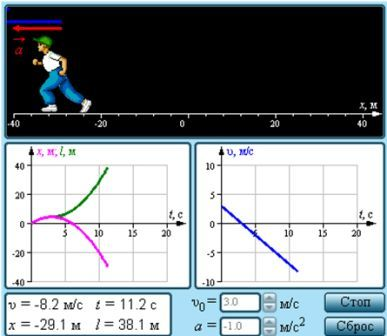 a
x, м
-40 -20 0 20 40
x, м; l, м
t, с
40
20
0
-20
-40
5 10 15 20
υ, м/с
t, с
10
5
0
-5
-10
5 10 15 20
υ = -8.2 м/с t = 11.2 с
x = -29.1 м l = 38.1 м
υ0 = 3.0 м/с
a = -1.0 м/с2
Стоп
Сброс